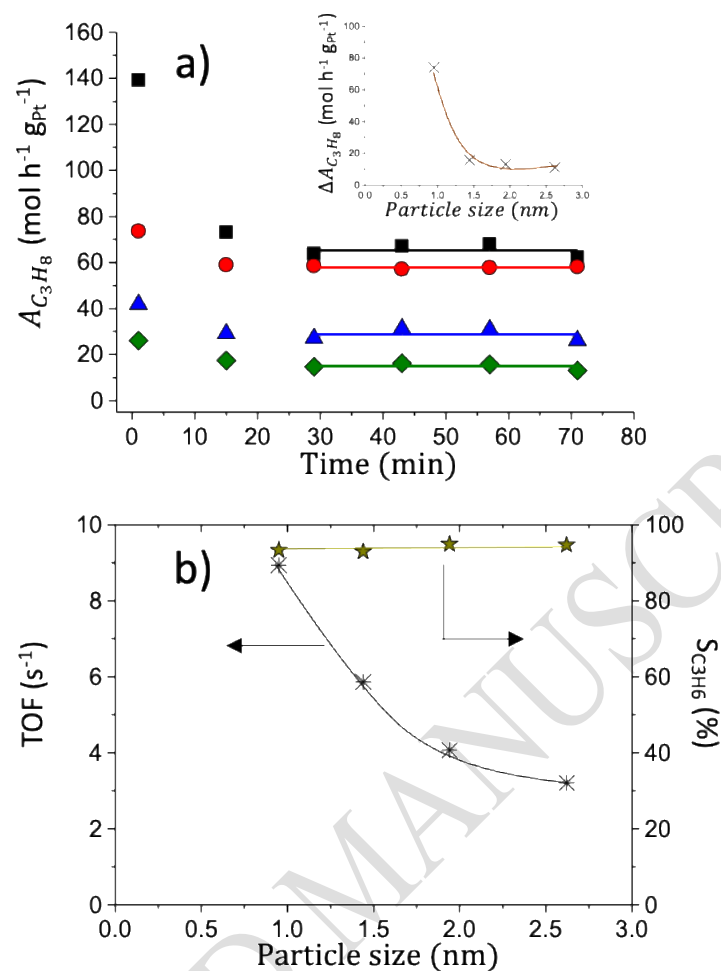 a)
160
140
120
100
80
60
40
20
0
A_{C_3H_8} (mol h^{-1} g_{Pt}^{-1})
0 10 20 30 40 50 60 70 80
Time (min)
100
80
60
40
20
0
ΔA_{C_3H_8} (mol h^{-1} g_{Pt}^{-1})
0.0 0.5 1.0 1.5 2.0 2.5 3.0
Particle size (nm)
b)
10
8
6
4
2
0
TOF (s^{-1})
100
80
60
40
20
0
S_{C3H6} (%)
0.0 0.5 1.0 1.5 2.0 2.5 3.0
Particle size (nm)
D MANUSCR